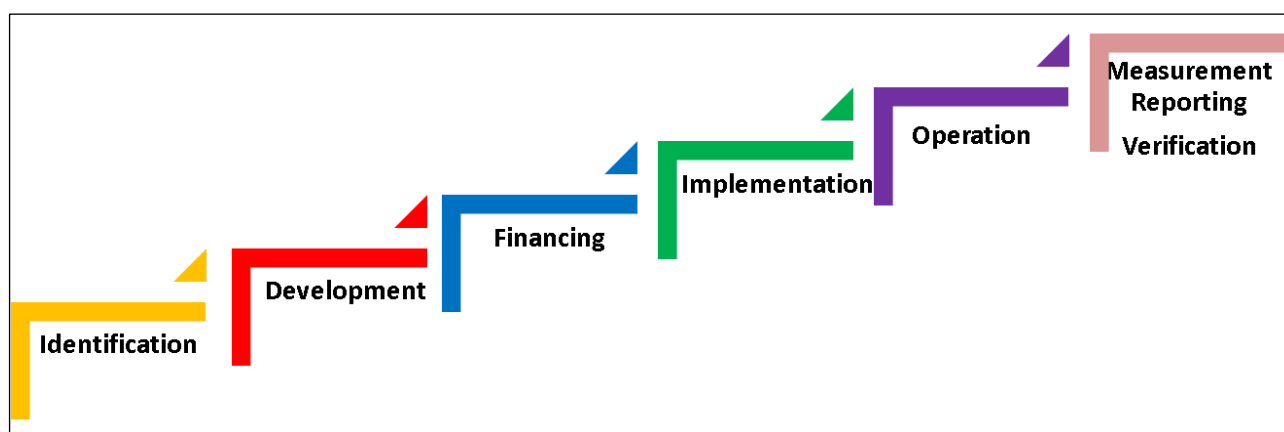 Identification
Development
Financing
Implementation
Operation
Measurement
Reporting
Verification